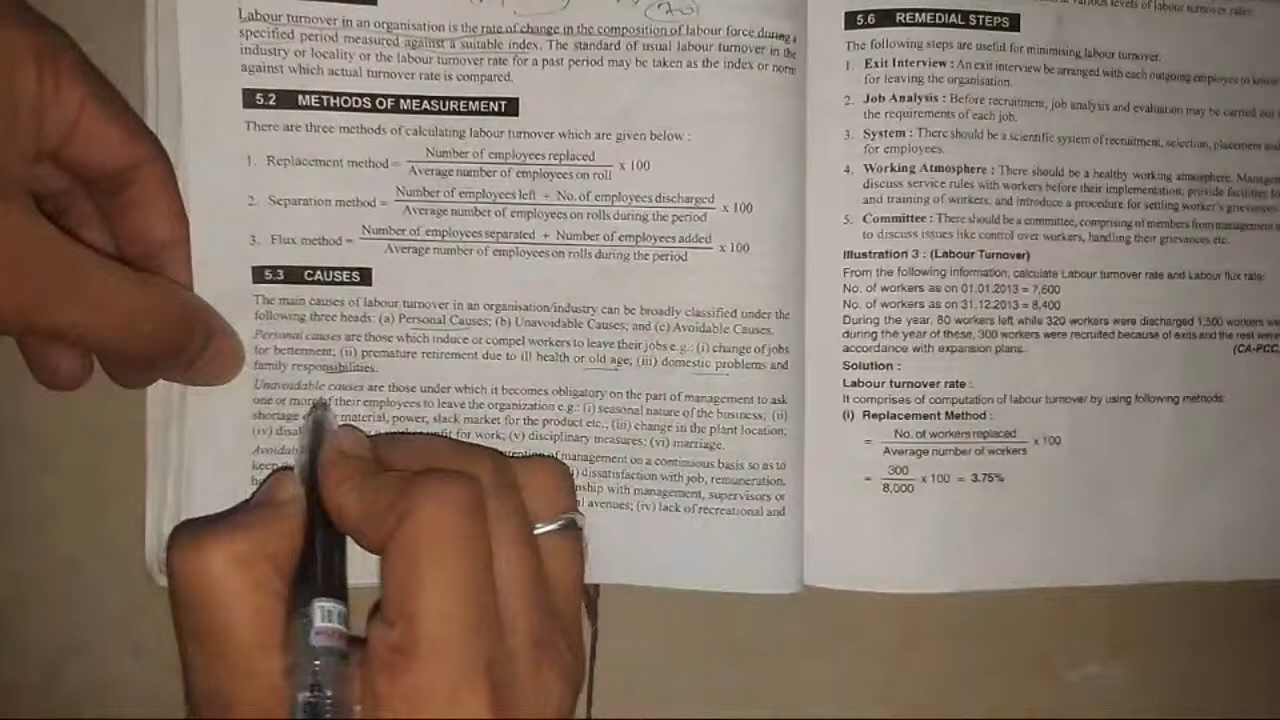 Labour turnover in an organisation is the rate of change in the composition of labour force during a
specified period measured against a suitable index. The standard of usual labour turnover in the
industry or locality or the labour turnover rate for a past period may be taken as the index or norm
against which actual turnover rate is compared.
5.2 METHODS OF MEASUREMENT
There are three methods of calculating labour turnover which are given below :
1. Replacement method = Number of employees replaced / Average number of employees on roll x 100
2. Separation method = Number of employees left + No. of employees discharged / Average number of employees on rolls during the period x 100
3. Flux method = Number of employees separated + Number of employees added / Average number of employees on rolls during the period x 100
5.3 CAUSES
The main causes of labour turnover in an organisation/industry can be broadly classified under the
following three heads: (a) Personal Causes; (b) Unavoidable Causes; and (c) Avoidable Causes.
Personal causes are those which induce or compel workers to leave their jobs e.g.: (i) change of jobs
for betterment; (ii) premature retirement due to ill health or old age; (iii) domestic problems and
family responsibilities.
Unavoidable causes are those under which it becomes obligatory on the part of management to ask
one or more of their employees to leave the organization e.g.: (i) seasonal nature of the business; (ii)
shortage material, power, slack market for the product etc., (iii) change in the plant location;
(iv) for work; (v) disciplinary measures; (vi) marriage.
of management on a continuous basis so as to
dissatisfaction with job, remuneration,
with management, supervisors or
avenues; (iv) lack of recreational and
levels of labour turnover rates
5.6 REMEDIAL STEPS
The following steps are useful for minimising labour turnover.
1. Exit Interview : An exit interview be arranged with each outgoing employee to
for leaving the organisation.
2. Job Analysis : Before recruitment, job analysis and evaluation may be carried
the requirements of each job.
3. System : There should be a scientific system of recruitment, selection, placement
for employees.
4. Working Atmosphere : There should be a healthy working atmosphere.
discuss service rules with workers before their implementation, provide facilities
and training of workers, and introduce a procedure for settling worker's grievances
5. Committee : There should be a committee, comprising of members from management
to discuss issues like control over workers, handling their grievances etc.
Illustration 3 : (Labour Turnover)
From the following information, calculate Labour turnover rate and Labour flux rate:
No. of workers as on 01.01.2013 = 7,600
No. of workers as on 31.12.2013 = 8,400
During the year, 80 workers left while 320 workers were discharged 1,500 workers
during the year of these, 300 workers were recruited because of axis and the rest were
accordance with expansion plans. (CA-PCC
Solution :
Labour turnover rate :
It comprises of computation of labour turnover by using following methods:
(i) Replacement Method :
= No. of workers replaced / Average number of workers x 100
= 300 / 8,000 x 100 = 3.75%